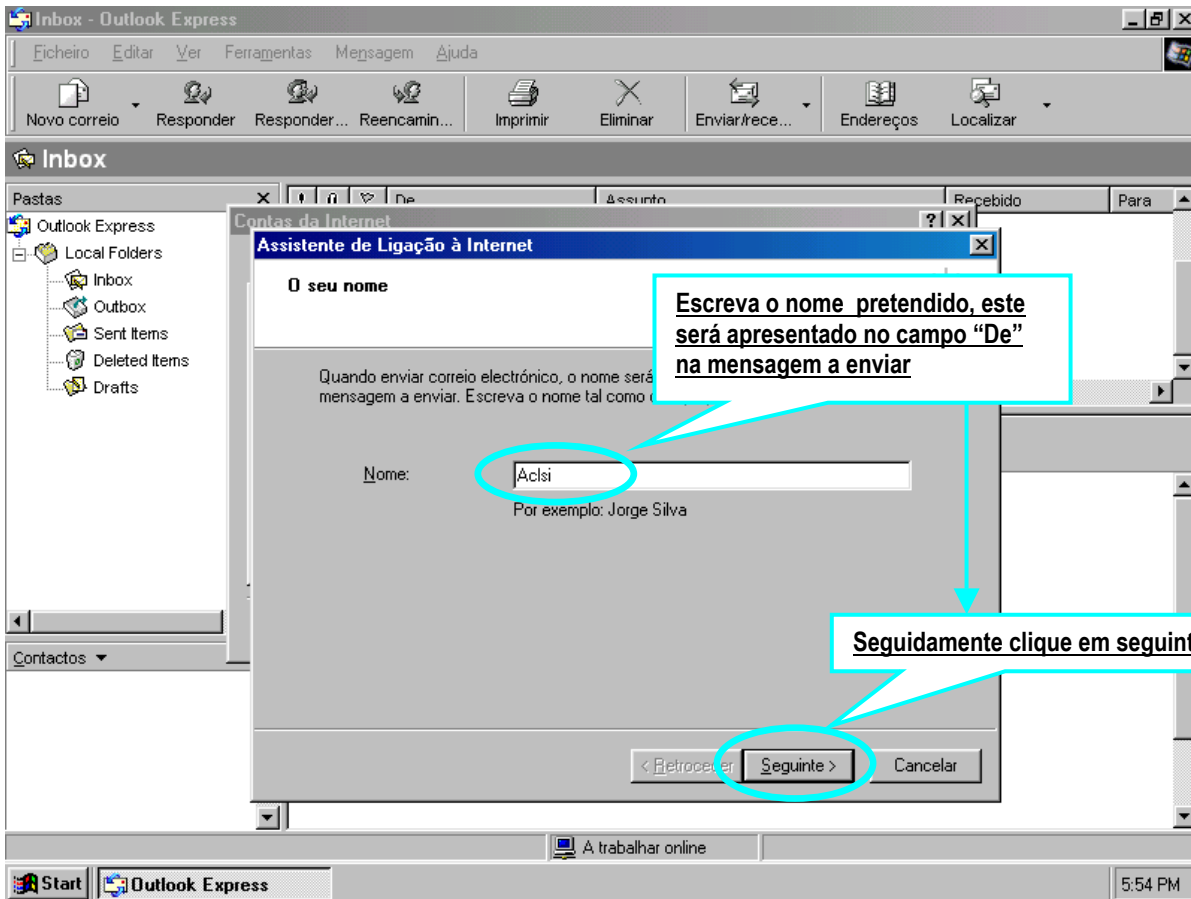 Inbox - Outlook Express
Ficheiro Editar Ver Ferramentas Mensagem Ajuda
Novo correio Responder Responder... Reencamin... Imprimir Eliminar Enviar/rece... Endereços Localizar
Inbox
Pastas
De Assunto Recebido Para
Outlook Express
Local Folders
Inbox
Outbox
Sent Items
Deleted Items
Drafts
Contas da Internet
Assistente de Ligação à Internet
O seu nome
Escreva o nome pretendido, este
será apresentado no campo “De”
na mensagem a enviar
Quando enviar correio electrónico, o nome será
mensagem a enviar. Escreva o nome tal como
Nome: Aclsi
Por exemplo: Jorge Silva
Seguidamente clique em seguint
Contactos
< Retroceder Seguinte > Cancelar
A trabalhar online
Start Outlook Express 5:54 PM